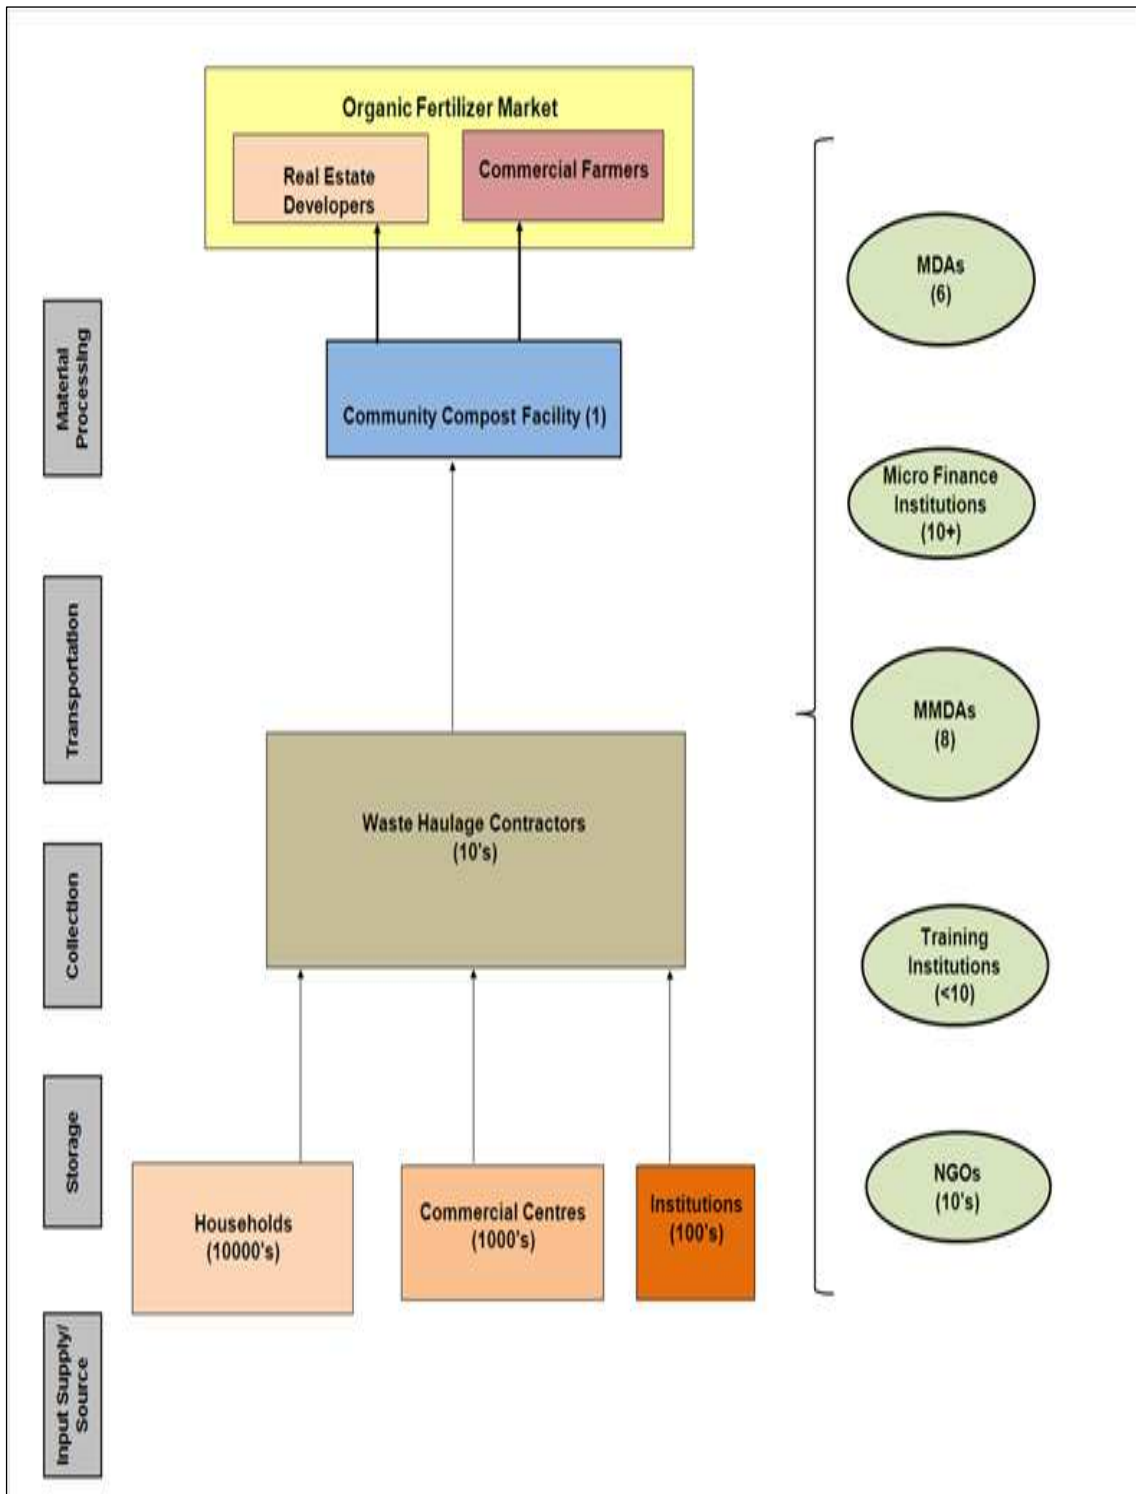 Organic Fertilizer Market
Real Estate
Developers
Commercial Farmers
Community Compost Facility (1)
Waste Haulage Contractors
(10's)
Households
(10000's)
Commercial Centres
(1000's)
Institutions
(100's)
Material
Processing
Transportation
Collection
Storage
Input Supply/
Source
MDAs
(6)
Micro Finance
Institutions
(10+)
MMDAs
(8)
Training
Institutions
(<10)
NGOs
(10's)